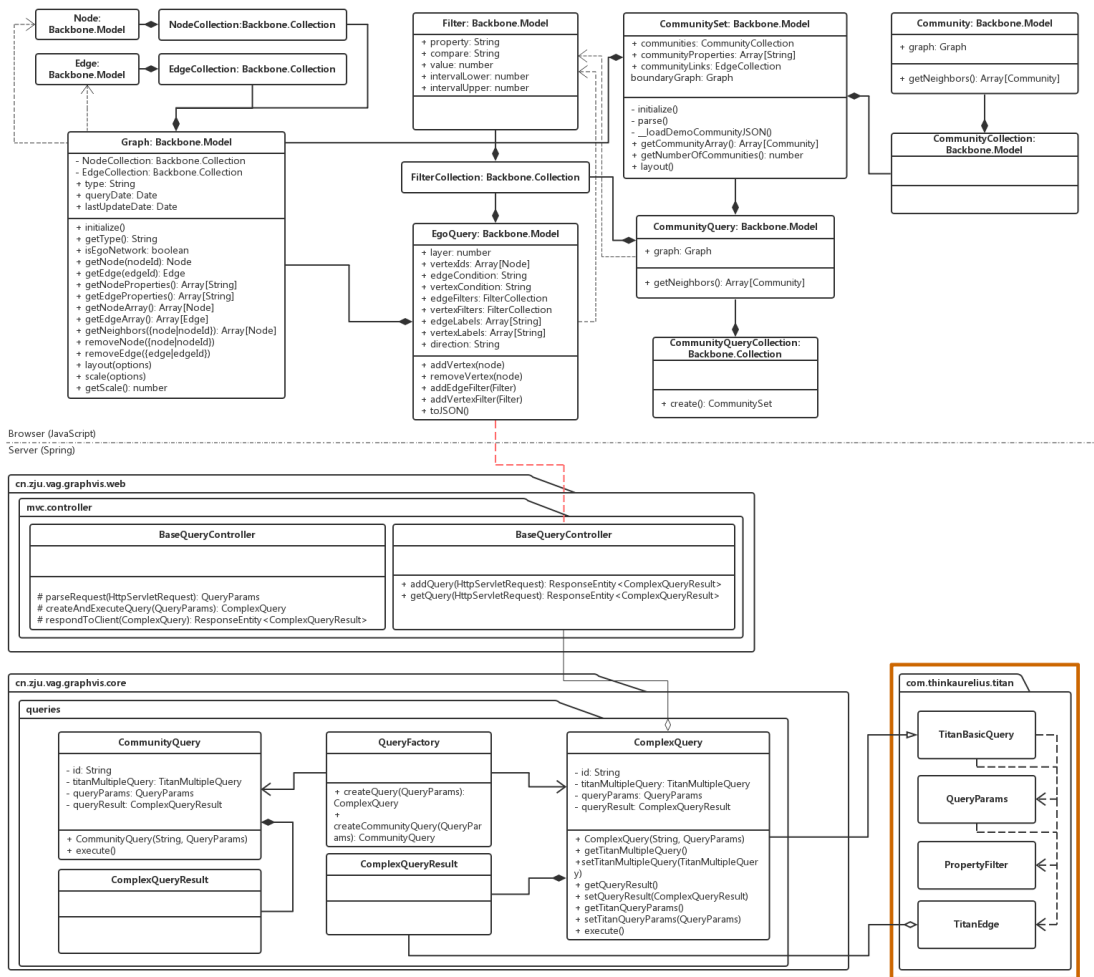 Node:
Backbone.Model
NodeCollection:Backbone.Collection
Edge:
Backbone.Model
EdgeCollection: Backbone.Collection
Graph: Backbone.Model
- NodeCollection: Backbone.Collection
- EdgeCollection: Backbone.Collection
+ type: String
+ queryDate: Date
+ lastUpdateDate: Date
+ initialize()
+ getType(): String
+ isEgoNetwork: boolean
+ getNode(nodeId): Node
+ getEdge(edgeId): Edge
+ getNodeProperties(): Array[String]
+ getEdgeProperties(): Array[String]
+ getNodeArray(): Array[Node]
+ getEdgeArray(): Array[Edge]
+ getNeighbors({node|nodeId}): Array[Node]
+ removeNode({node|nodeId})
+ removeEdge({edge|edgeId})
+ layout(options)
+ scale(options)
+ getScale(): number
Filter: Backbone.Model
+ property: String
+ compare: String
+ value: number
+ intervalLower: number
+ intervalUpper: number
FilterCollection: Backbone.Collection
EgoQuery: Backbone.Model
+ layer: number
+ vertexIds: Array[Node]
+ edgeCondition: String
+ vertexCondition: String
+ edgeFilters: FilterCollection
+ vertexFilters: FilterCollection
+ edgeLabels: Array[String]
+ vertexLabels: Array[String]
+ direction: String
+ addVertex(node)
+ removeVertex(node)
+ addEdgeFilter(Filter)
+ addVertexFilter(Filter)
+ toJSON()
CommunitySet: Backbone.Model
+ communities: CommunityCollection
+ communityProperties: Array[String]
+ communityLinks: EdgeCollection
boundaryGraph: Graph
- initialize()
- parse()
- __loadDemoCommunityJSON()
+ getCommunityArray(): Array[Community]
+ getNumberOfCommunities(): number
+ layout()
CommunityQuery: Backbone.Model
+ graph: Graph
+ getNeighbors(): Array[Community]
CommunityQueryCollection:
Backbone.Collection
+ create(): CommunitySet
Community: Backbone.Model
+ graph: Graph
+ getNeighbors(): Array[Community]
CommunityCollection:
Backbone.Model
Browser (JavaScript)
Server (Spring)
cn.zju.vag.graphvis.web
mvc.controller
BaseQueryController
# parseRequest(HttpServletRequest): QueryParams
# createAndExecuteQuery(QueryParams): ComplexQuery
# respondToClient(ComplexQuery): ResponseEntity<ComplexQueryResult>
BaseQueryController
+ addQuery(HttpServletRequest): ResponseEntity<ComplexQueryResult>
+ getQuery(HttpServletRequest): ResponseEntity<ComplexQueryResult>
cn.zju.vag.graphvis.core
queries
CommunityQuery
- id: String
- titanMultipleQuery: TitanMultipleQuery
- queryParams: QueryParams
- queryResult: ComplexQueryResult
+ CommunityQuery(String, QueryParams)
+ execute()
ComplexQueryResult
QueryFactory
+ createQuery(QueryParams):
ComplexQuery
+
createCommunityQuery(QueryPar
ams): CommunityQuery
ComplexQueryResult
ComplexQuery
- id: String
- titanMultipleQuery: TitanMultipleQuery
- queryParams: QueryParams
- queryResult: ComplexQueryResult
+ ComplexQuery(String, QueryParams)
+ getTitanMultipleQuery()
+setTitanMultipleQuery(TitanMultipleQuer
y)
+ getQueryResult()
+ setQueryResult(ComplexQueryResult)
+ getTitanQueryParams()
+ setTitanQueryParams(QueryParams)
+ execute()
com.thinkaurelius.titan
TitanBasicQuery
QueryParams
PropertyFilter
TitanEdge